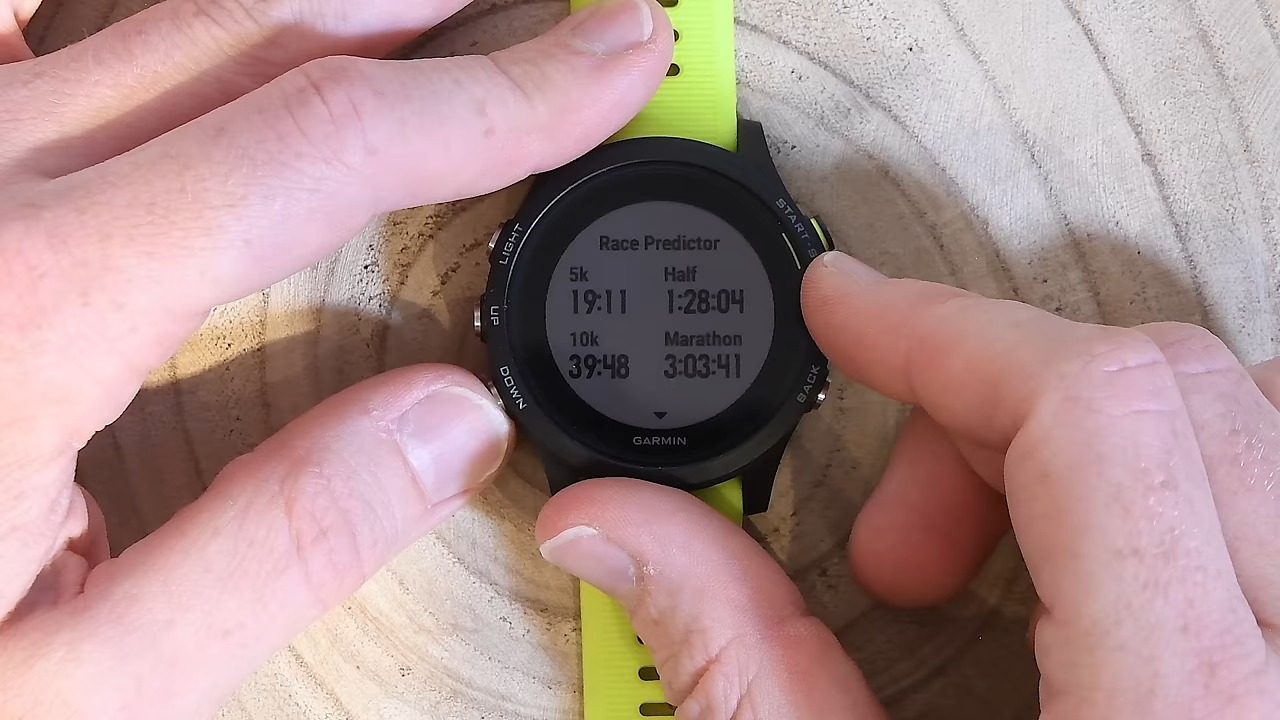 Race Predictor
5k Half
19:11 1:28:04
10k Marathon
39:48 3:03:41
GARMIN
LIGHT
UP
DOWN
START
BACK